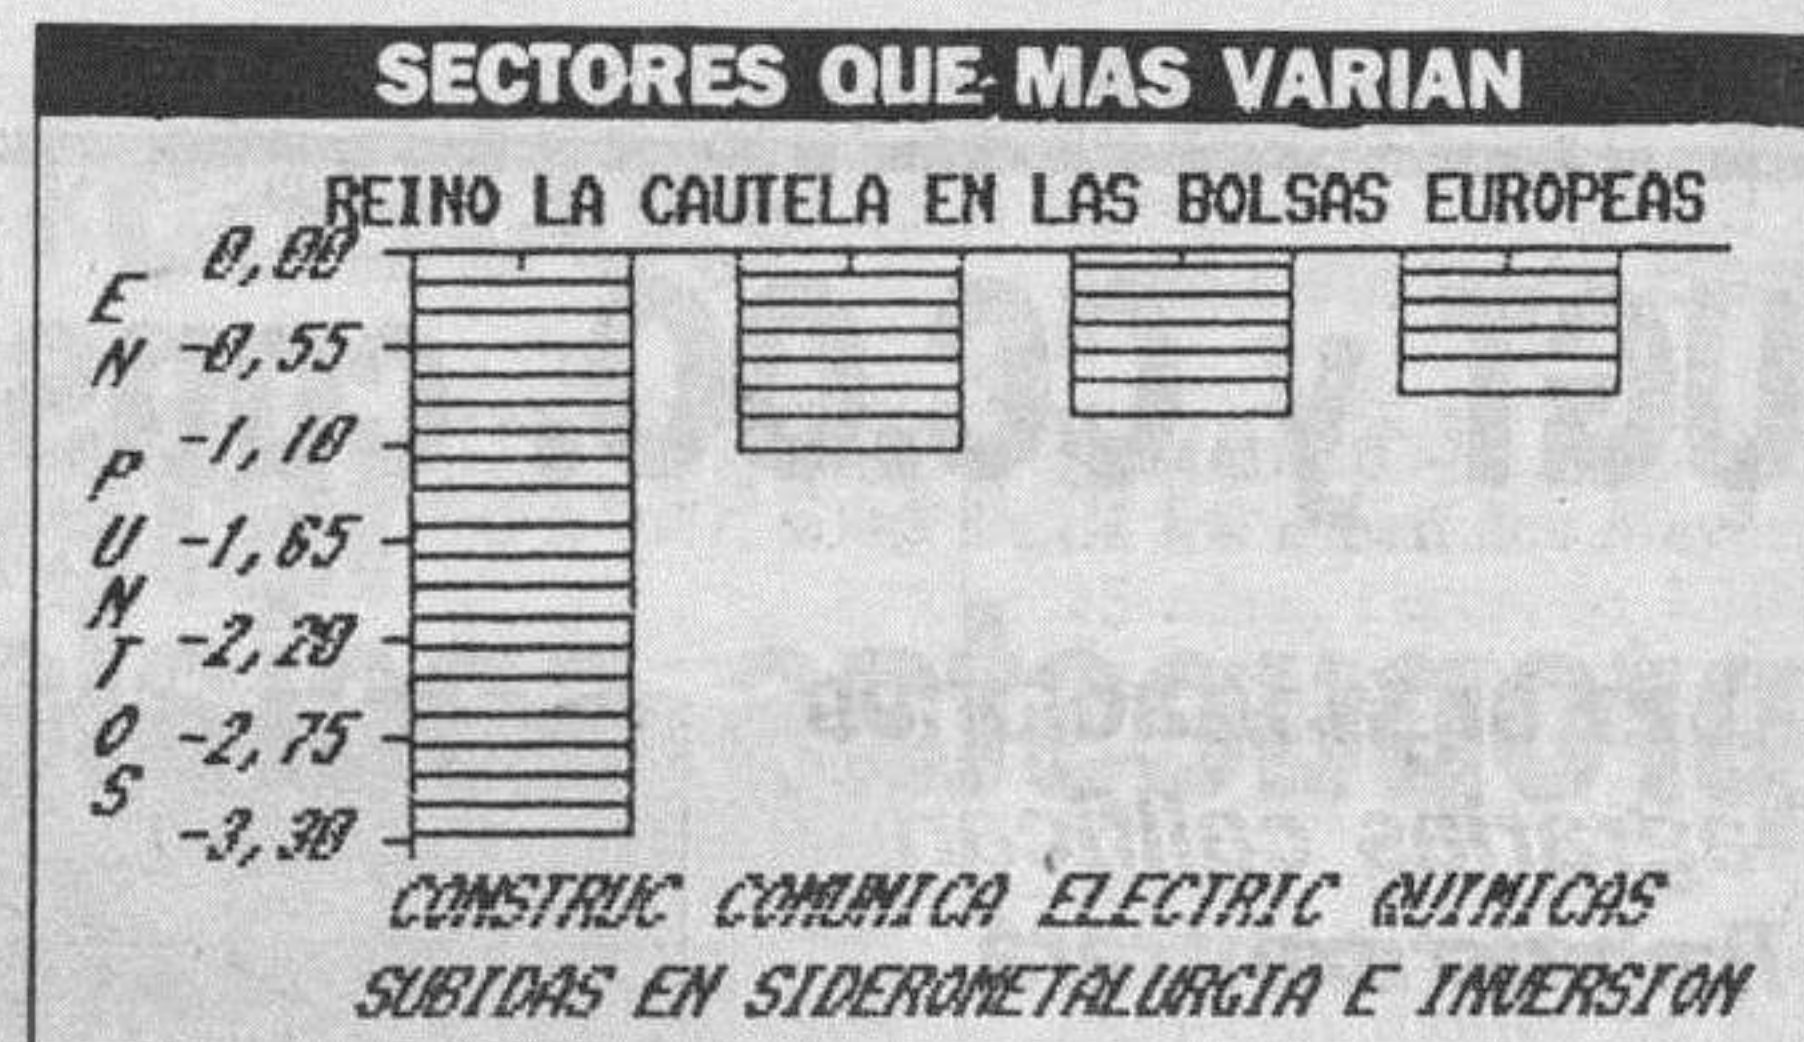 SECTORES QUE MAS VARIAN
REINO LA CAUTELA EN LAS BOLSAS EUROPEAS
EN PUNTOS
0,00
-0,55
-1,10
-1,65
-2,20
-2,75
-3,30
CONSTRUC COMUNICA ELECTRIC QUIMICAS
SUBIDAS EN SIDEROMETALURGIA E INVERSION